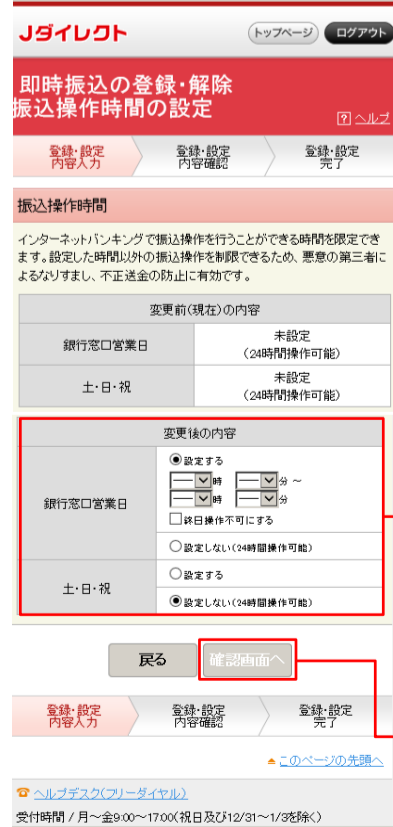 Jダイレクト
トップページ ログアウト
即時振込の登録・解除
振込操作時間の設定
? ヘルプ
登録・設定 登録・設定 登録・設定
内容入力 内容確認 完了
振込操作時間
インターネットバンキングで振込操作を行うことができる時間を限定でき
ます。設定した時間以外の振込操作を制限できるため、悪意の第三者に
よるなりすまし、不正送金の防止に有効です。
変更前(現在)の内容
銀行窓口営業日 未設定
(24時間操作可能)
土・日・祝 未設定
(24時間操作可能)
変更後の内容
銀行窓口営業日
設定する
── 時 ── 分 ～
── 時 ── 分
終日操作不可にする
設定しない(24時間操作可能)
土・日・祝
設定する
設定しない(24時間操作可能)
戻る 確認画面へ
登録・設定 登録・設定 登録・設定
内容入力 内容確認 完了
このページの先頭へ
ヘルプデスク(フリーダイヤル)
受付時間 / 月～金9:00～17:00(祝日及び12/31～1/3を除く)